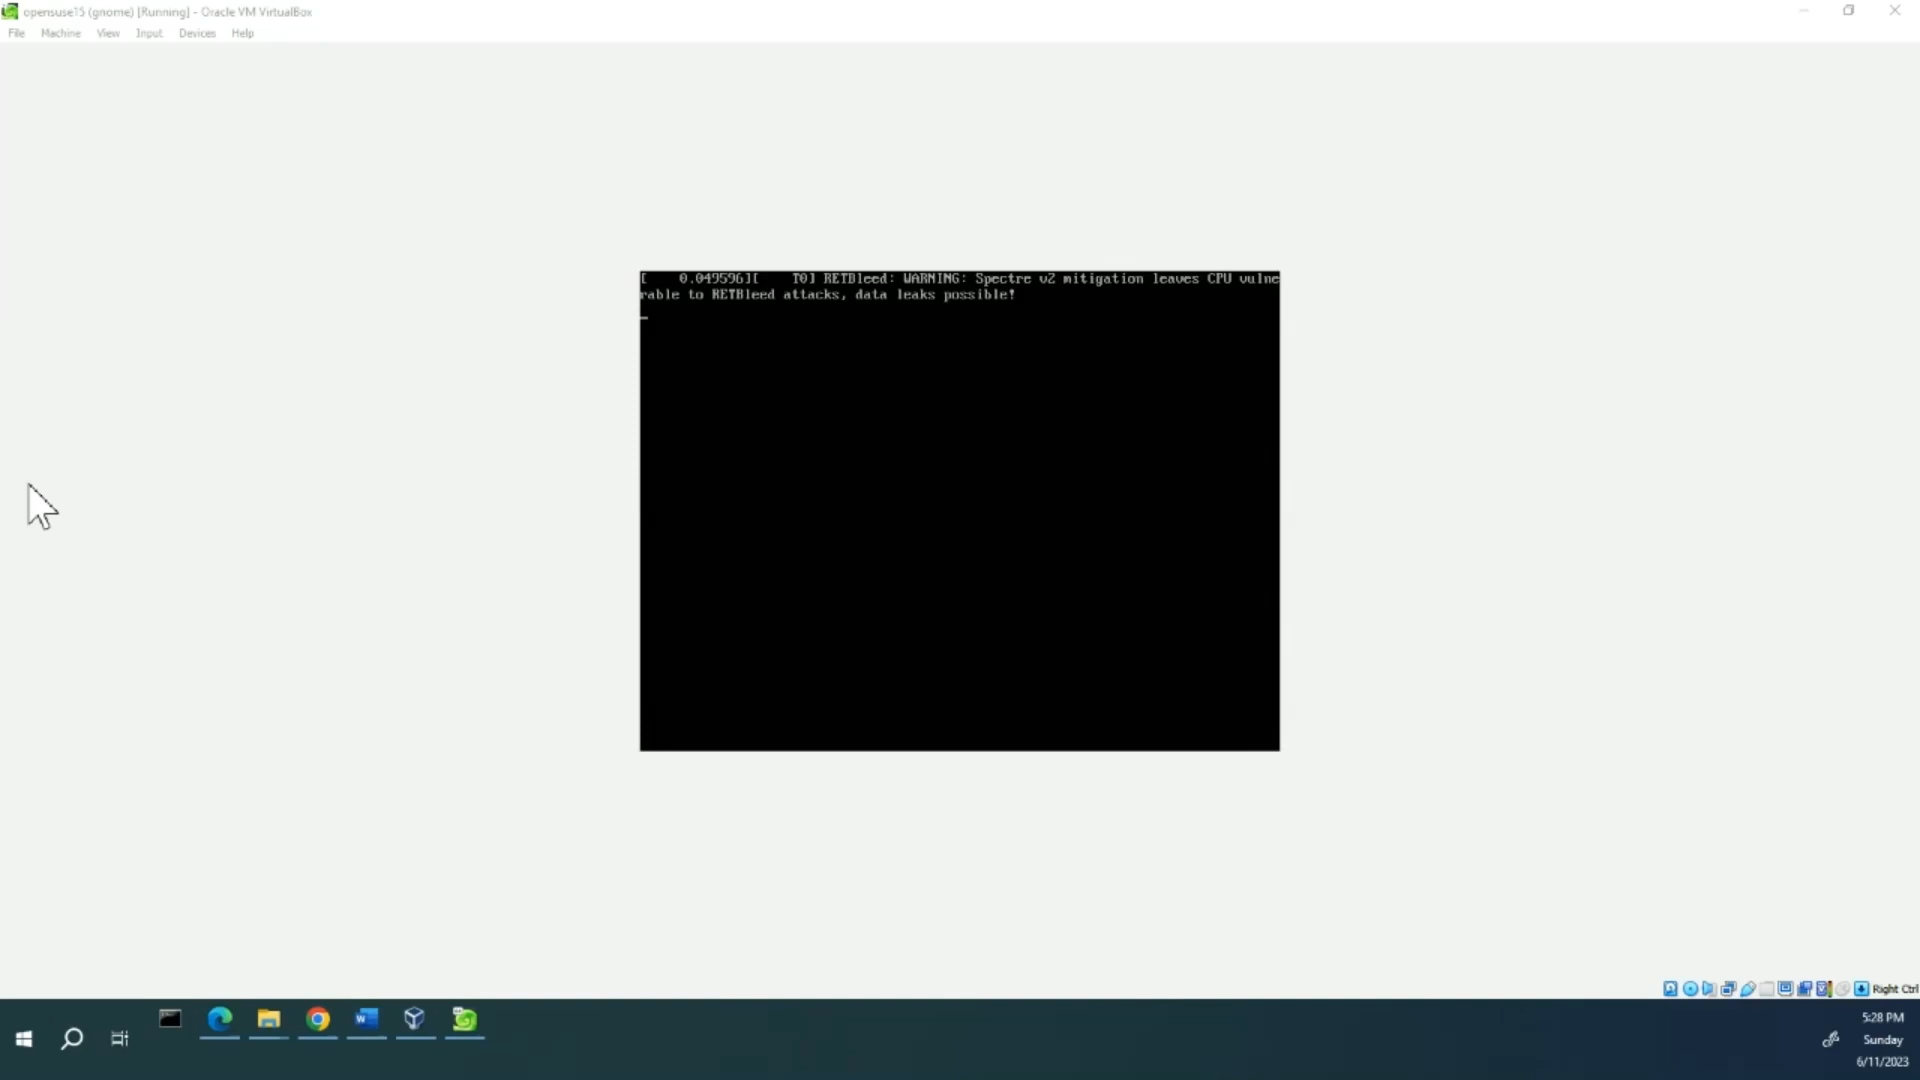 opensuse15 (gnome) [Running] - Oracle VM VirtualBox
File Machine View Input Devices Help
[    0.049596][    T0] RETBleed: WARNING: Spectre v2 mitigation leaves CPU vulne
rable to RETBleed attacks, data leaks possible!
Right Ctrl
5:28 PM
Sunday
6/11/2023